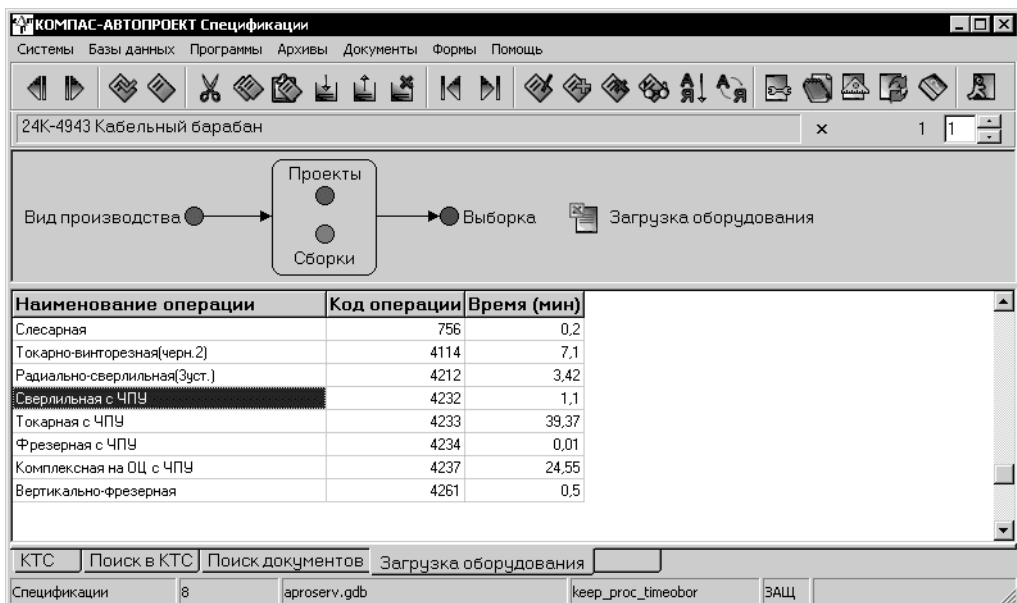 КОМПАС-АВТОПРОЕКТ Спецификации
Системы Базы данных Программы Архивы Документы Формы Помощь
24К-4943 Кабельный барабан × 1 1
Проекты
Вид производства Выборка Загрузка оборудования
Сборки
Наименование операции Код операции Время (мин)
Слесарная 756 0,2
Токарно-винторезная(черн.2) 4114 7,1
Радиально-сверлильная(3уст.) 4212 3,42
Сверлильная с ЧПУ 4232 1,1
Токарная с ЧПУ 4233 39,37
Фрезерная с ЧПУ 4234 0,01
Комплексная на ОЦ с ЧПУ 4237 24,55
Вертикально-фрезерная 4261 0,5
КТС Поиск в КТС Поиск документов Загрузка оборудования
Спецификации 8 aproserv.gdb keep_proc_timeobor ЗАЩ